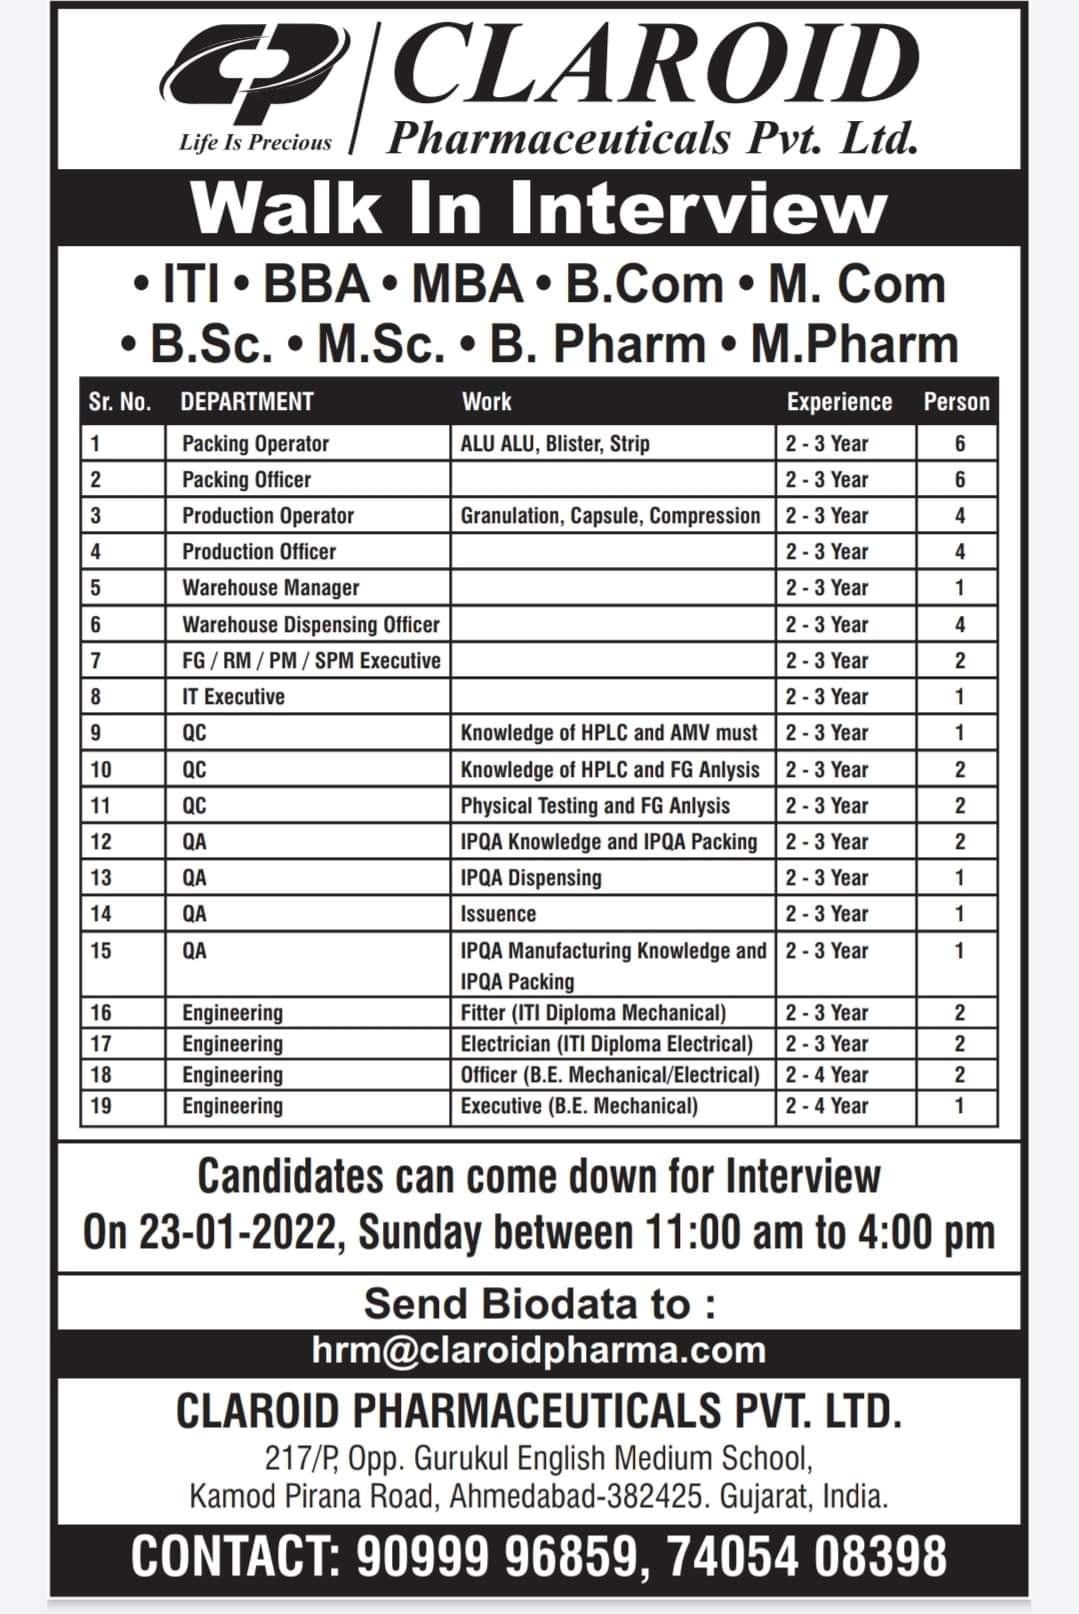 CP
Life Is Precious
CLAROID
Pharmaceuticals Pvt. Ltd.
Walk In Interview
• ITI • BBA • MBA • B.Com • M. Com
• B.Sc. • M.Sc. • B. Pharm • M.Pharm
Sr. No. DEPARTMENT Work Experience Person
1 Packing Operator ALU ALU, Blister, Strip 2 - 3 Year 6
2 Packing Officer 2 - 3 Year 6
3 Production Operator Granulation, Capsule, Compression 2 - 3 Year 4
4 Production Officer 2 - 3 Year 4
5 Warehouse Manager 2 - 3 Year 1
6 Warehouse Dispensing Officer 2 - 3 Year 4
7 FG / RM / PM / SPM Executive 2 - 3 Year 2
8 IT Executive 2 - 3 Year 1
9 QC Knowledge of HPLC and AMV must 2 - 3 Year 1
10 QC Knowledge of HPLC and FG Anlysis 2 - 3 Year 2
11 QC Physical Testing and FG Anlysis 2 - 3 Year 2
12 QA IPQA Knowledge and IPQA Packing 2 - 3 Year 2
13 QA IPQA Dispensing 2 - 3 Year 1
14 QA Issuence 2 - 3 Year 1
15 QA IPQA Manufacturing Knowledge and 2 - 3 Year 1
IPQA Packing
16 Engineering Fitter (ITI Diploma Mechanical) 2 - 3 Year 2
17 Engineering Electrician (ITI Diploma Electrical) 2 - 3 Year 2
18 Engineering Officer (B.E. Mechanical/Electrical) 2 - 4 Year 2
19 Engineering Executive (B.E. Mechanical) 2 - 4 Year 1
Candidates can come down for Interview
On 23-01-2022, Sunday between 11:00 am to 4:00 pm
Send Biodata to :
hrm@claroidpharma.com
CLAROID PHARMACEUTICALS PVT. LTD.
217/P, Opp. Gurukul English Medium School,
Kamod Pirana Road, Ahmedabad-382425. Gujarat, India.
CONTACT: 90999 96859, 74054 08398